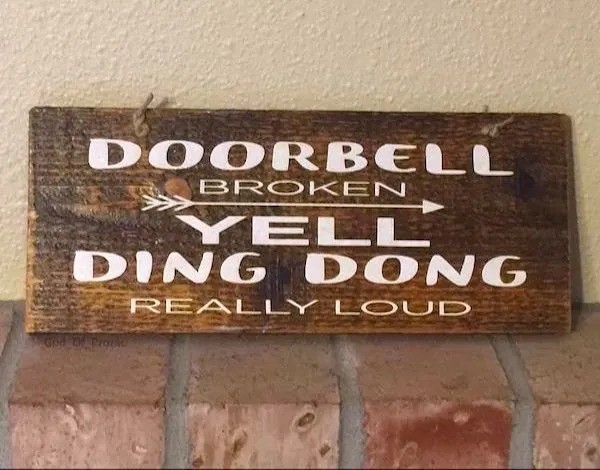 DOORBELL
BROKEN
YELL
DING DONG
REALLY LOUD